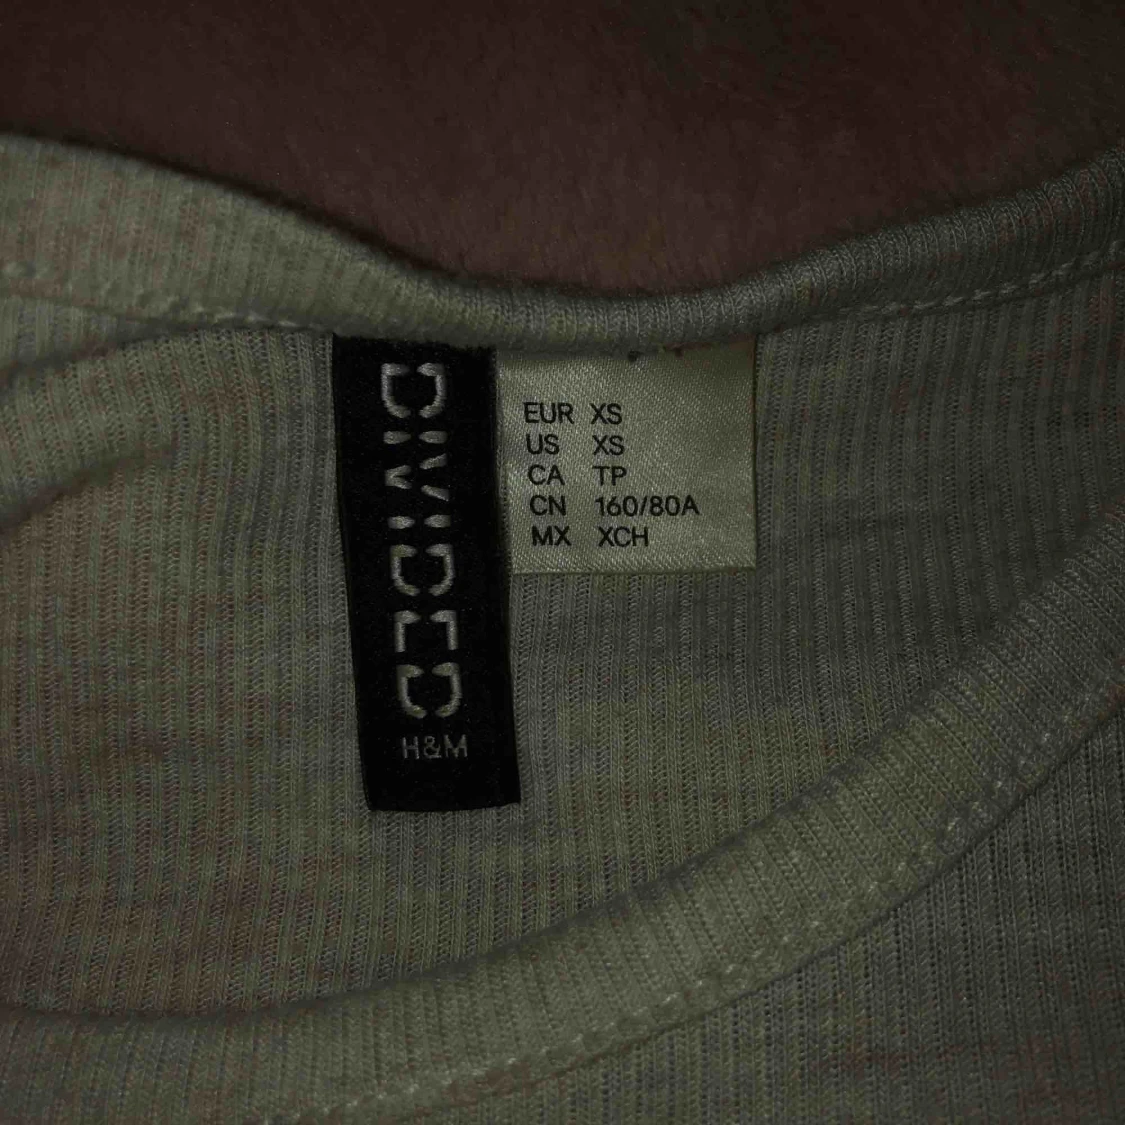 DIVIDED
H&M
EUR XS
US XS
CA TP
CN 160/80A
MX XCH